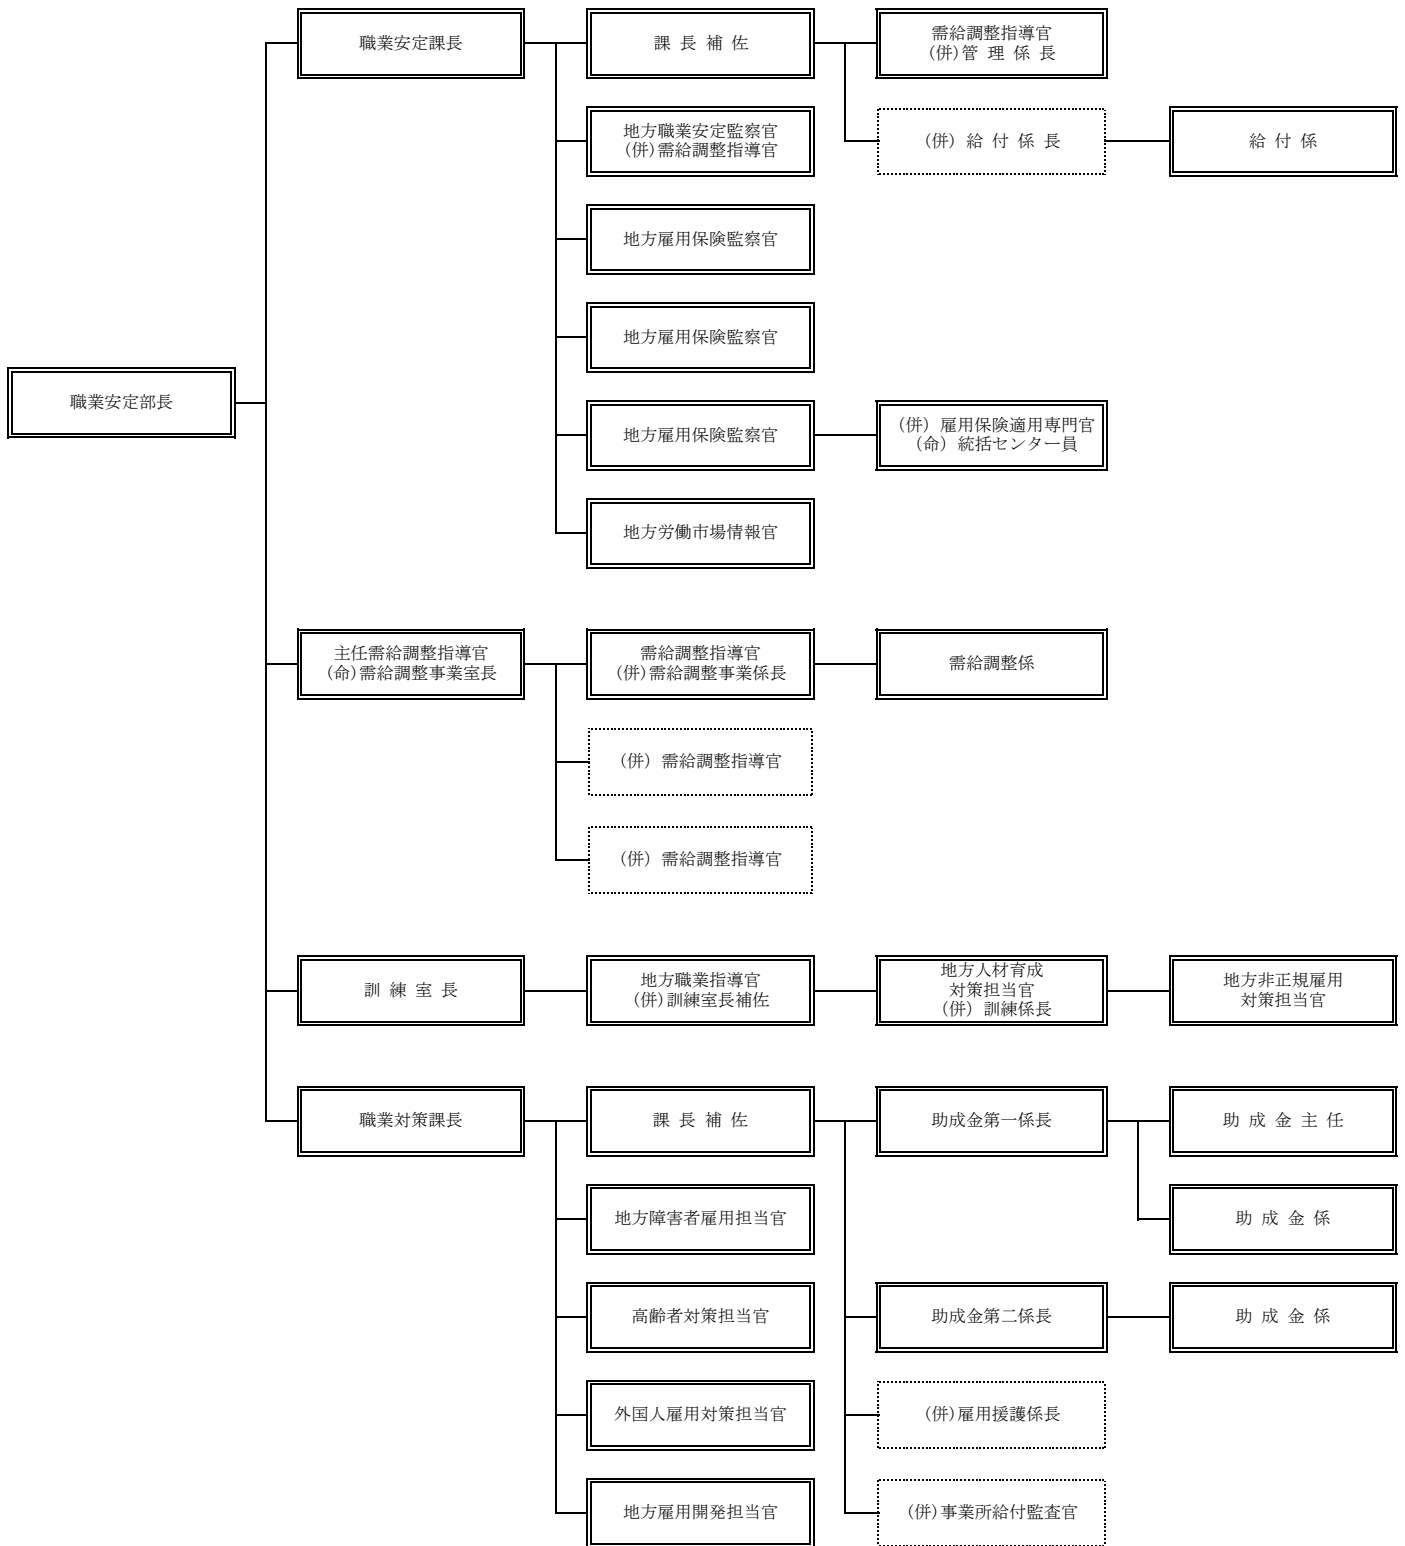 職業安定課長
課 長 補 佐
需給調整指導官
(併)管 理 係 長
地方職業安定監察官
(併)需給調整指導官
(併) 給 付 係 長
給 付 係
地方雇用保険監察官
地方雇用保険監察官
職業安定部長
地方雇用保険監察官
(併) 雇用保険適用専門官
(命) 統括センター員
地方労働市場情報官
主任需給調整指導官
(命)需給調整事業室長
需給調整指導官
(併)需給調整事業係長
需給調整係
(併) 需給調整指導官
(併) 需給調整指導官
訓 練 室 長
地方職業指導官
(併)訓練室長補佐
地方人材育成
対策担当官
(併) 訓練係長
地方非正規雇用
対策担当官
職業対策課長
課 長 補 佐
助成金第一係長
助 成 金 主 任
地方障害者雇用担当官
助 成 金 係
高齢者対策担当官
助成金第二係長
助 成 金 係
外国人雇用対策担当官
(併)雇用援護係長
地方雇用開発担当官
(併)事業所給付監査官